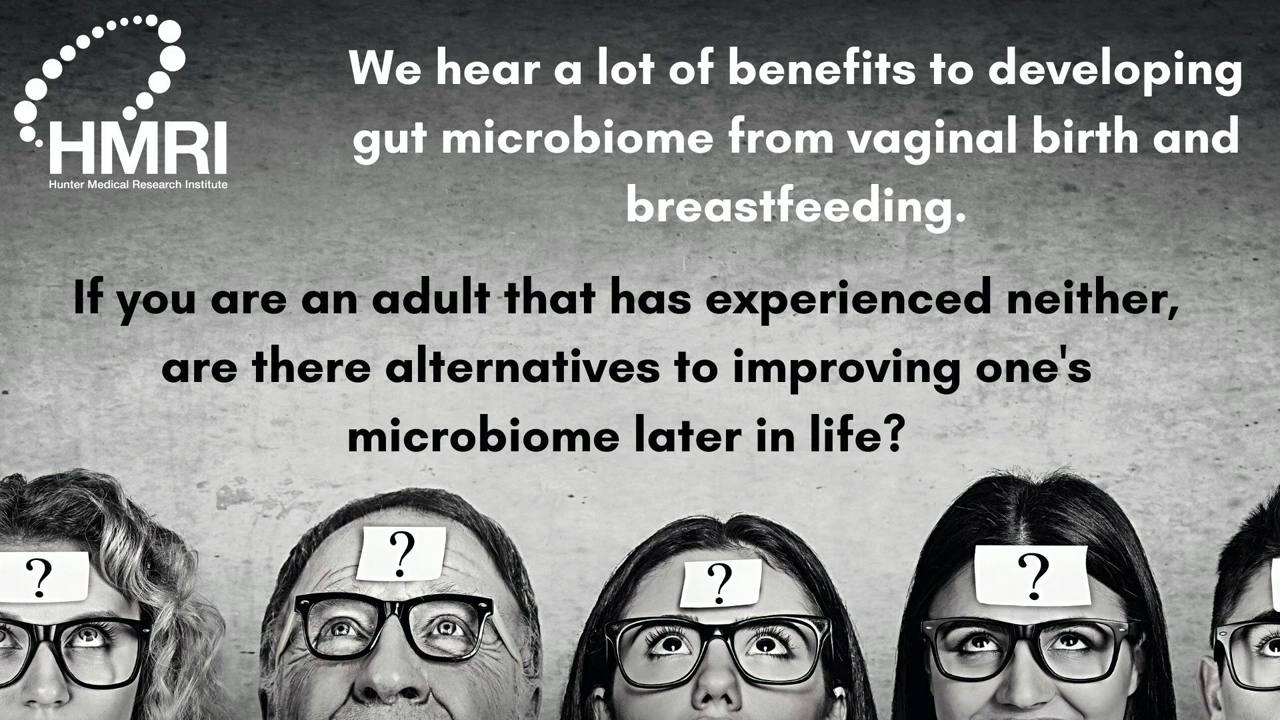 HMRI
Hunter Medical Research Institute
We hear a lot of benefits to developing
gut microbiome from vaginal birth and
breastfeeding.
If you are an adult that has experienced neither,
are there alternatives to improving one's
microbiome later in life?
?
?
?
?